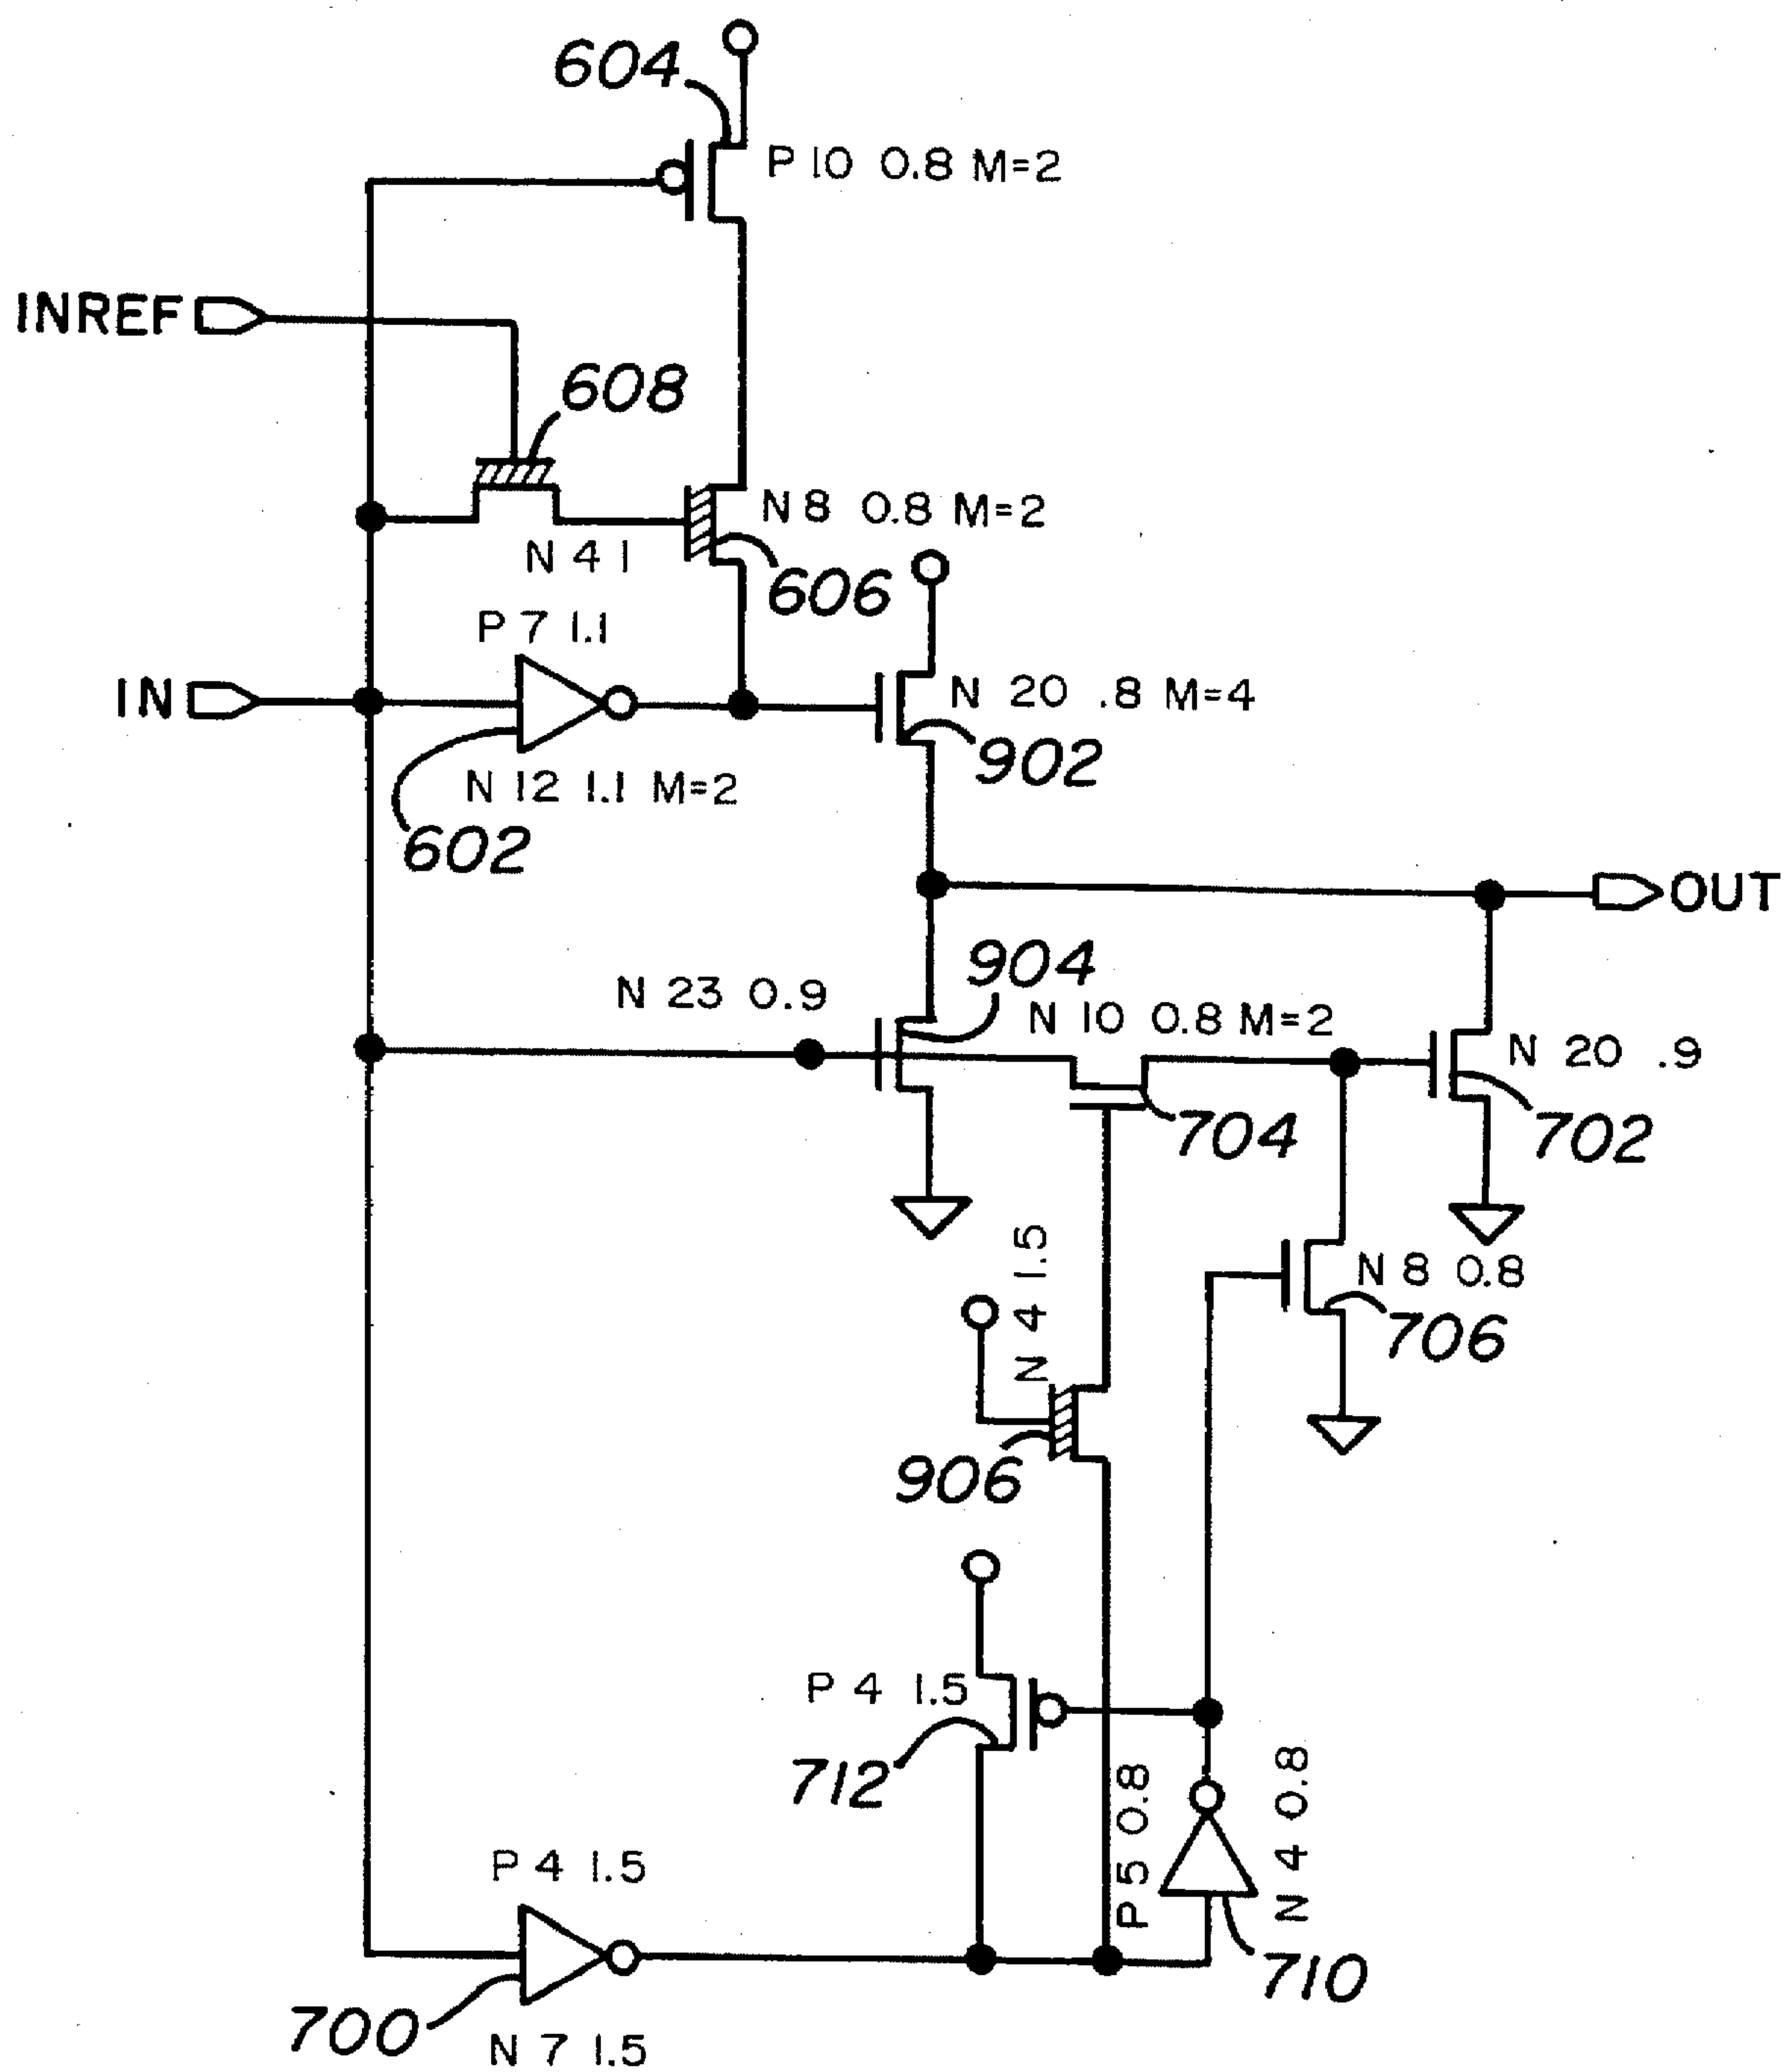 604
P 10 0.8 M=2
INREF
608
N 8 0.8 M=2
N 4 1
606
P 7 1.1
IN
N 20 .8 M=4
902
N 12 1.1 M=2
602
OUT
904
N 23 0.9
N 10 0.8 M=2
N 20 .9
704
702
N 4 1.5
N 8 0.8
706
906
P 4 1.5
712
P 5 0.8
N 4 0.8
P 4 1.5
710
700
N 7 1.5